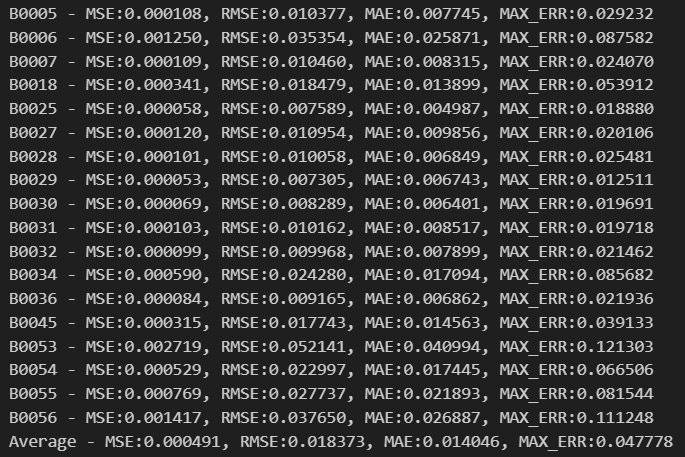 B0005 - MSE:0.000108, RMSE:0.010377, MAE:0.007745, MAX_ERR:0.029232
B0006 - MSE:0.001250, RMSE:0.035354, MAE:0.025871, MAX_ERR:0.087582
B0007 - MSE:0.000109, RMSE:0.010460, MAE:0.008315, MAX_ERR:0.024070
B0018 - MSE:0.000341, RMSE:0.018479, MAE:0.013899, MAX_ERR:0.053912
B0025 - MSE:0.000058, RMSE:0.007589, MAE:0.004987, MAX_ERR:0.018880
B0027 - MSE:0.000120, RMSE:0.010954, MAE:0.009856, MAX_ERR:0.020106
B0028 - MSE:0.000101, RMSE:0.010058, MAE:0.006849, MAX_ERR:0.025481
B0029 - MSE:0.000053, RMSE:0.007305, MAE:0.006743, MAX_ERR:0.012511
B0030 - MSE:0.000069, RMSE:0.008289, MAE:0.006401, MAX_ERR:0.019691
B0031 - MSE:0.000103, RMSE:0.010162, MAE:0.008517, MAX_ERR:0.019718
B0032 - MSE:0.000099, RMSE:0.009968, MAE:0.007899, MAX_ERR:0.021462
B0034 - MSE:0.000590, RMSE:0.024280, MAE:0.017094, MAX_ERR:0.085682
B0036 - MSE:0.000084, RMSE:0.009165, MAE:0.006862, MAX_ERR:0.021936
B0045 - MSE:0.000315, RMSE:0.017743, MAE:0.014563, MAX_ERR:0.039133
B0053 - MSE:0.002719, RMSE:0.052141, MAE:0.040994, MAX_ERR:0.121303
B0054 - MSE:0.000529, RMSE:0.022997, MAE:0.017445, MAX_ERR:0.066506
B0055 - MSE:0.000769, RMSE:0.027737, MAE:0.021893, MAX_ERR:0.081544
B0056 - MSE:0.001417, RMSE:0.037650, MAE:0.026887, MAX_ERR:0.111248
Average - MSE:0.000491, RMSE:0.018373, MAE:0.014046, MAX_ERR:0.047778